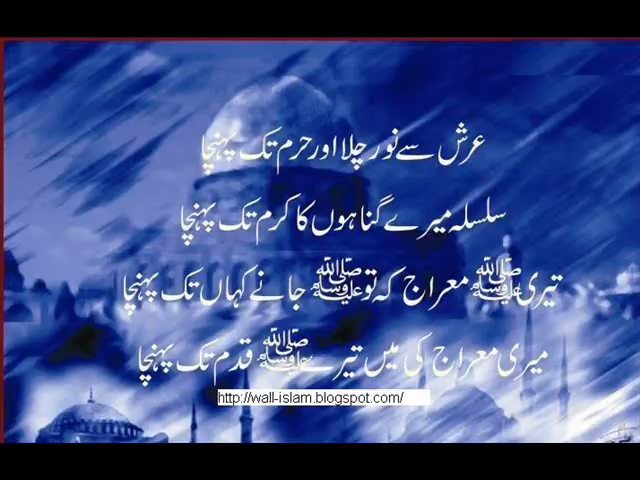 عرش سے نور چلا اور حرم تک پہنچا
سلسلہ میرے گناہوں کا کرم تک پہنچا
تیری ﷺ معراج کہ تو ﷺ جانے کہاں تک پہنچا
میری معراج کی میں تیرے ﷺ قدم تک پہنچا
http://wall-islam.blogspot.com/